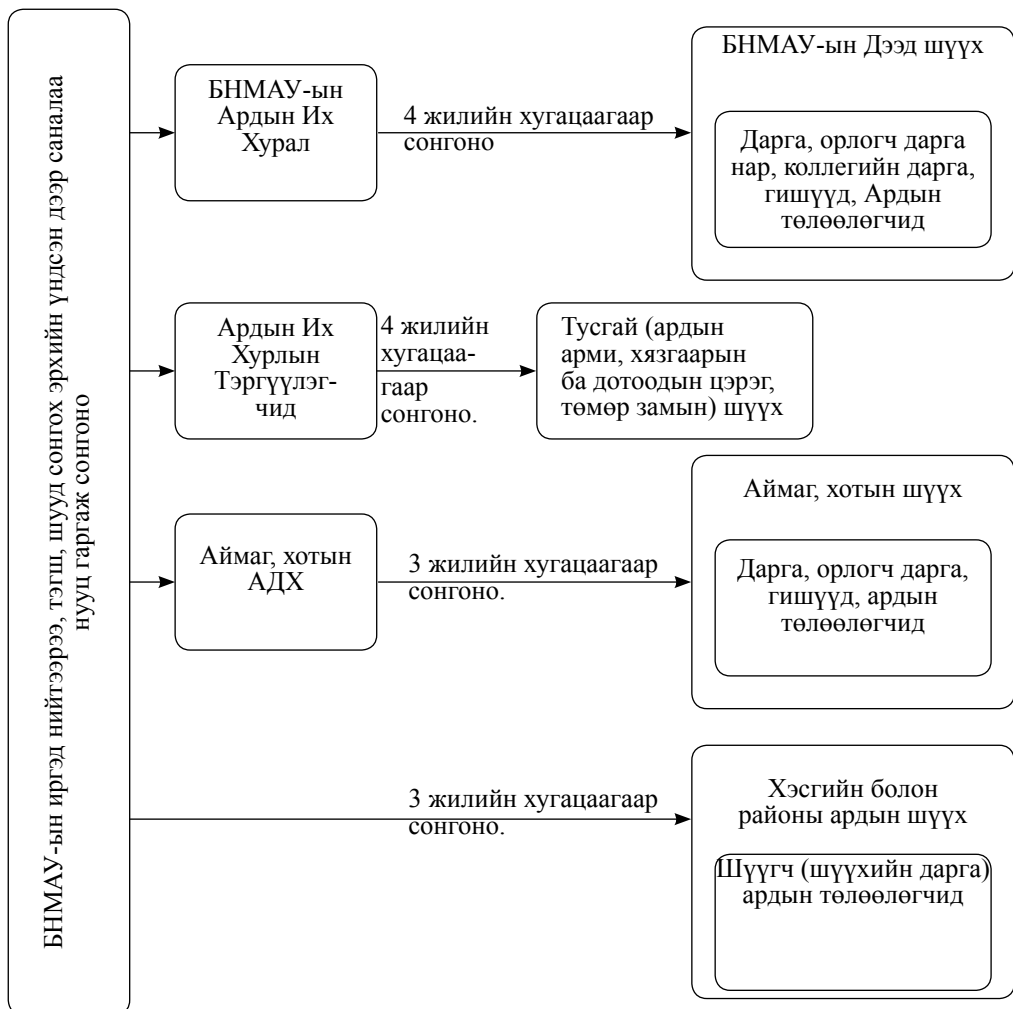 БНМАУ-ын иргэд нийтээрээ, тэгш, шууд сонгох эрхийн үндсэн дээр саналаа
нууц гаргаж сонгоно
БНМАУ-ын
Ардын Их
Хурал
4 жилийн хугацаагаар
сонгоно
БНМАУ-ын Дээд шүүх
Дарга, орлогч дарга
нар, коллегийн дарга,
гишүүд, Ардын
төлөөлөгчид
Ардын Их
Хурлын
Тэргүүлэг-
чид
4 жилийн
хугацаа-
гаар
сонгоно.
Тусгай (ардын
арми, хязгаарын
ба дотоодын цэрэг,
төмөр замын) шүүх
Аймаг, хотын
АДХ
3 жилийн хугацаагаар
сонгоно.
Аймаг, хотын шүүх
Дарга, орлогч дарга,
гишүүд, ардын
төлөөлөгчид
3 жилийн хугацаагаар
сонгоно.
Хэсгийн болон
районы ардын шүүх
Шүүгч (шүүхийн дарга)
ардын төлөөлөгчид